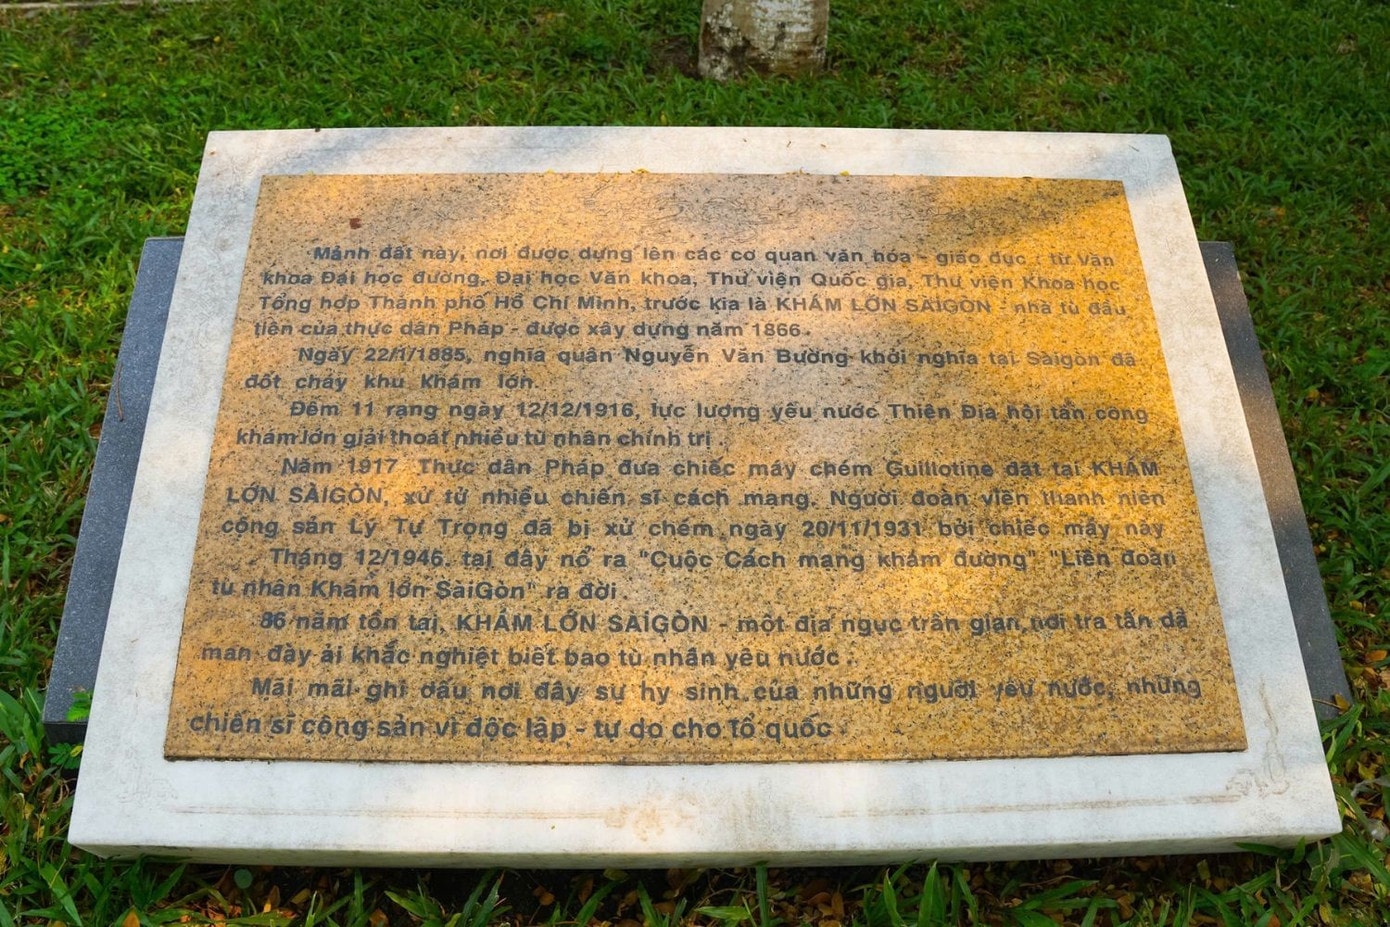 Mảnh đất này, nơi được dựng lên các cơ quan văn hóa - giáo dục : từ Văn
khoa Đại học đường, Đại học Văn khoa, Thư viện Quốc gia, Thư viện Khoa học
Tổng hợp Thành phố Hồ Chí Minh, trước kia là KHÁM LỚN SÀIGÒN - nhà tù đầu
tiên của thực dân Pháp - được xây dựng năm 1866.
Ngày 22/1/1885, nghĩa quân Nguyễn Văn Bường khởi nghĩa tại Sàigòn đã
đốt cháy khu Khám lớn.
Đêm 11 rạng ngày 12/12/1916, lực lượng yêu nước Thiên Địa hội tấn công
khám lớn giải thoát nhiều tù nhân chính trị .
Năm 1917 Thực dân Pháp đưa chiếc máy chém Guillotine đặt tại KHÁM
LỚN SÀIGÒN, xử tử nhiều chiến sĩ cách mạng. Người đoàn viên thanh niên
cộng sản Lý Tự Trọng đã bị xử chém ngày 20/11/1931 bởi chiếc máy này
Tháng 12/1946, tại đây nổ ra "Cuộc Cách mạng khám đường" "Liên đoàn
tù nhân Khám lớn SàiGòn" ra đời
86 năm tồn tại, KHÁM LỚN SÀIGÒN - một địa ngục trần gian, nơi tra tấn dã
man đày ải khắc nghiệt biết bao tù nhân yêu nước .
Mãi mãi ghi dấu nơi đây sự hy sinh của những người yêu nước, những
chiến sĩ cộng sản vì độc lập - tự do cho tổ quốc .